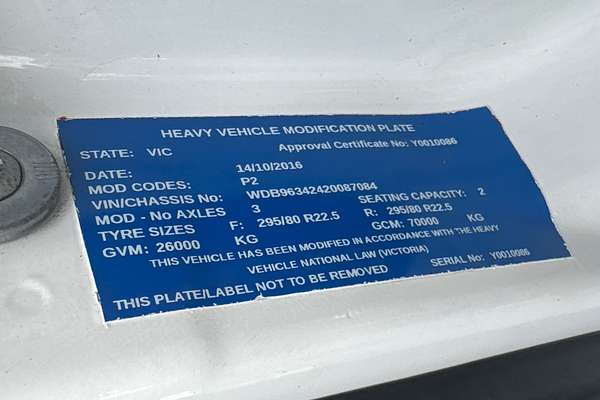 HEAVY VEHICLE MODIFICATION PLATE
STATE: VIC Approval Certificate No: Y0010086
DATE: 14/10/2016
MOD CODES: P2
VIN/CHASSIS No: WDB96342420087084
MOD - No AXLES 3 SEATING CAPACITY: 2
TYRE SIZES F: 295/80 R22.5 R: 295/80 R22.5
GVM: 26000 KG GCM: 70000 KG
THIS VEHICLE HAS BEEN MODIFIED IN ACCORDANCE WITH THE HEAVY
VEHICLE NATIONAL LAW (VICTORIA)
THIS PLATE/LABEL NOT TO BE REMOVED SERIAL No: Y0010086